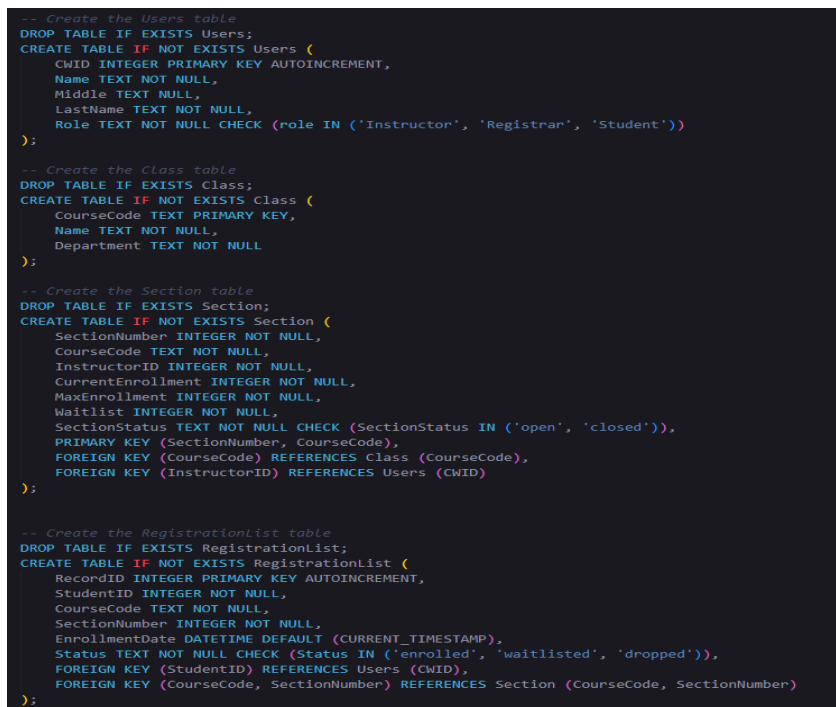 -- Create the Users table
DROP TABLE IF EXISTS Users;
CREATE TABLE IF NOT EXISTS Users (
    CWID INTEGER PRIMARY KEY AUTOINCREMENT,
    Name TEXT NOT NULL,
    Middle TEXT NULL,
    LastName TEXT NOT NULL,
    Role TEXT NOT NULL CHECK (role IN ('Instructor', 'Registrar', 'Student'))
);
-- Create the Class table
DROP TABLE IF EXISTS Class;
CREATE TABLE IF NOT EXISTS Class (
    CourseCode TEXT PRIMARY KEY,
    Name TEXT NOT NULL,
    Department TEXT NOT NULL
);
-- Create the Section table
DROP TABLE IF EXISTS Section;
CREATE TABLE IF NOT EXISTS Section (
    SectionNumber INTEGER NOT NULL,
    CourseCode TEXT NOT NULL,
    InstructorID INTEGER NOT NULL,
    CurrentEnrollment INTEGER NOT NULL,
    MaxEnrollment INTEGER NOT NULL,
    Waitlist INTEGER NOT NULL,
    SectionStatus TEXT NOT NULL CHECK (SectionStatus IN ('open', 'closed')),
    PRIMARY KEY (SectionNumber, CourseCode),
    FOREIGN KEY (CourseCode) REFERENCES Class (CourseCode),
    FOREIGN KEY (InstructorID) REFERENCES Users (CWID)
);
-- Create the RegistrationList table
DROP TABLE IF EXISTS RegistrationList;
CREATE TABLE IF NOT EXISTS RegistrationList (
    RecordID INTEGER PRIMARY KEY AUTOINCREMENT,
    StudentID INTEGER NOT NULL,
    CourseCode TEXT NOT NULL,
    SectionNumber INTEGER NOT NULL,
    EnrollmentDate DATETIME DEFAULT (CURRENT_TIMESTAMP),
    Status TEXT NOT NULL CHECK (Status IN ('enrolled', 'waitlisted', 'dropped')),
    FOREIGN KEY (StudentID) REFERENCES Users (CWID),
    FOREIGN KEY (CourseCode, SectionNumber) REFERENCES Section (CourseCode, SectionNumber)
);